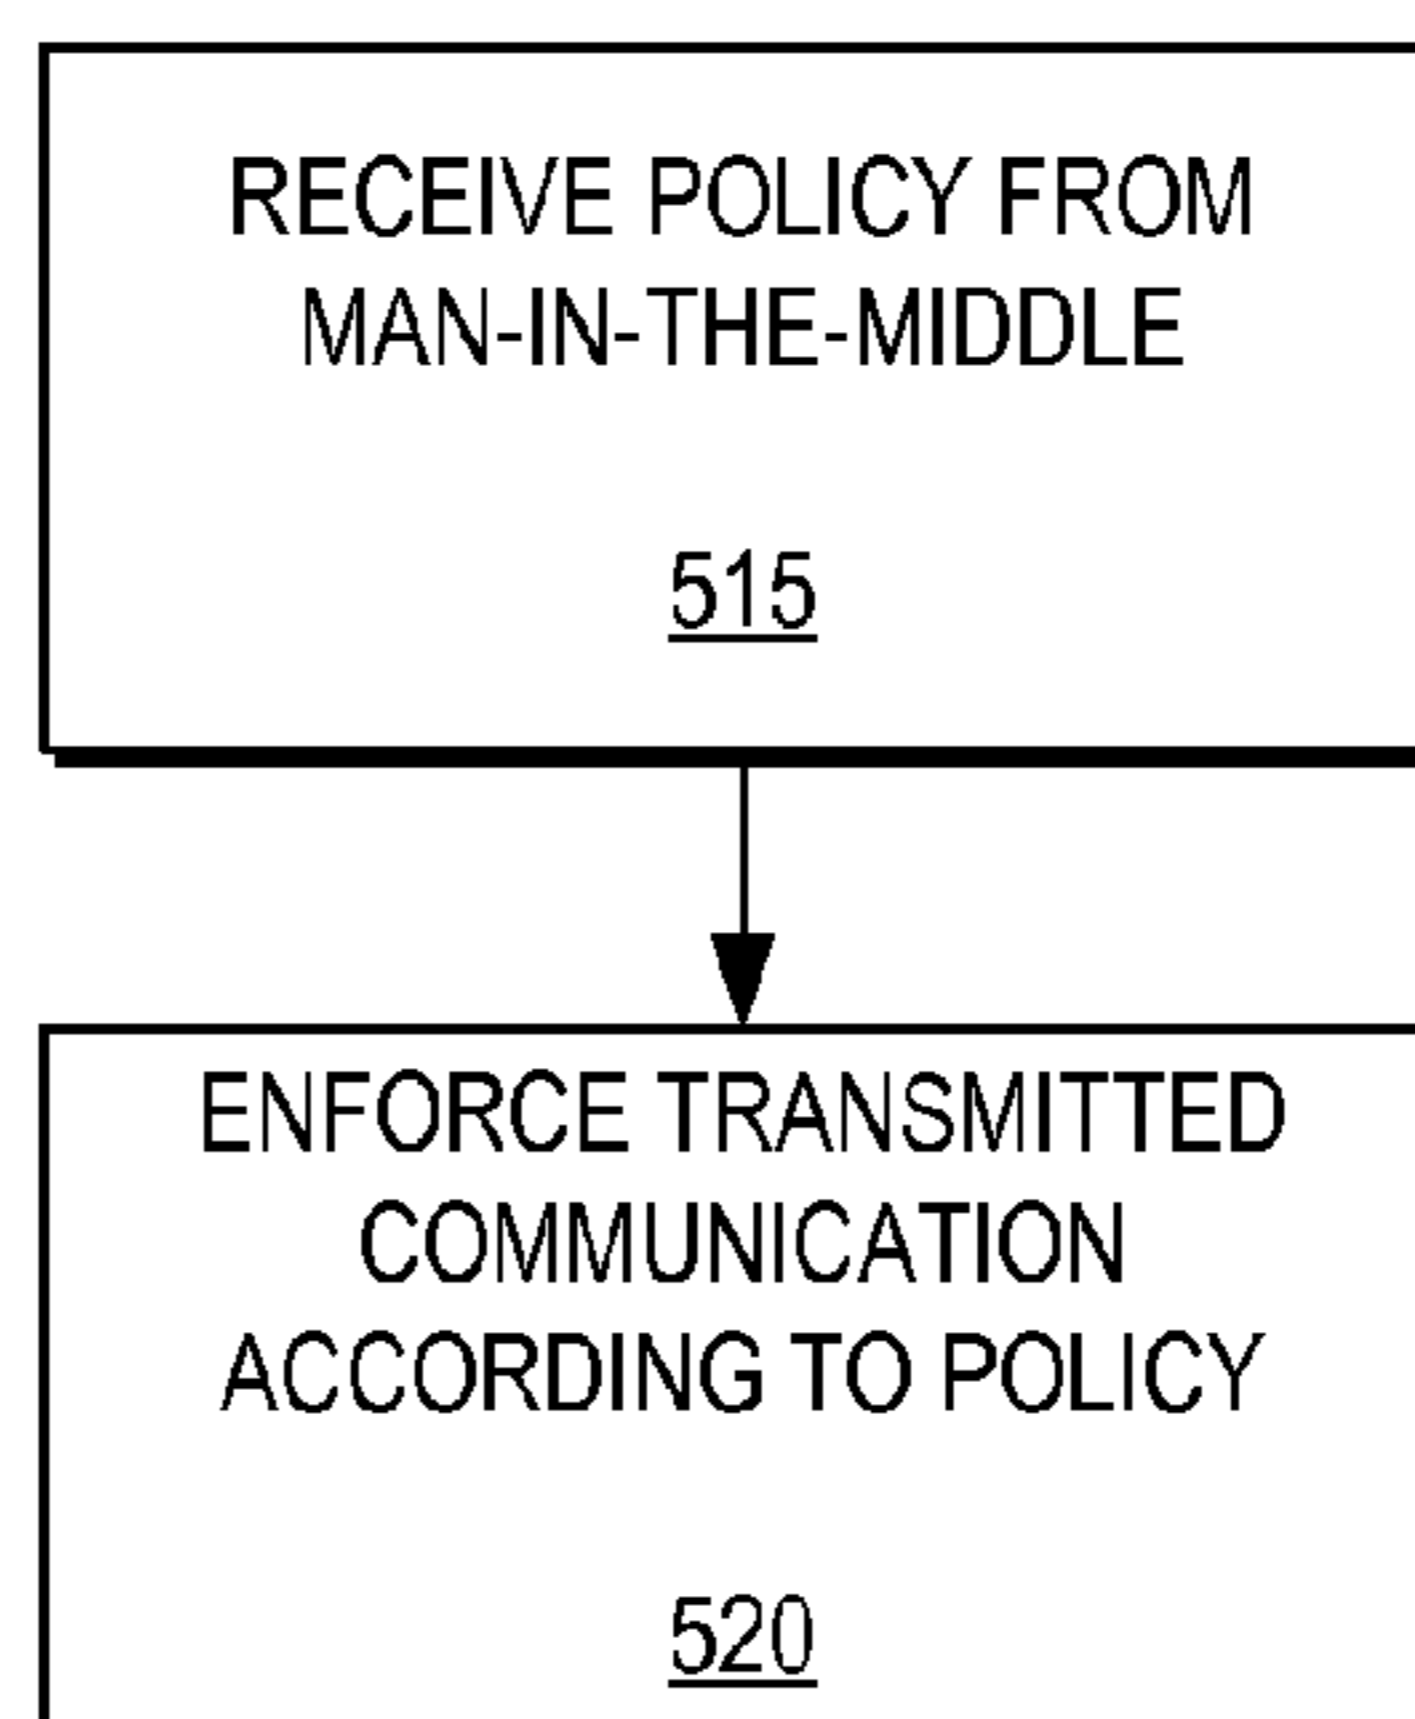 RECEIVE POLICY FROM
MAN-IN-THE-MIDDLE
515
ENFORCE TRANSMITTED
COMMUNICATION
ACCORDING TO POLICY
520